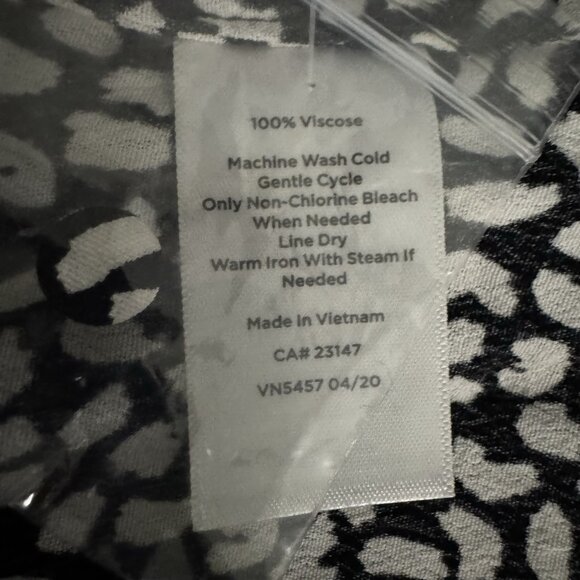 100% Viscose
Machine Wash Cold
Gentle Cycle
Only Non-Chlorine Bleach
When Needed
Line Dry
Warm Iron With Steam If
Needed
Made In Vietnam
CA# 23147
VN5457 04/20